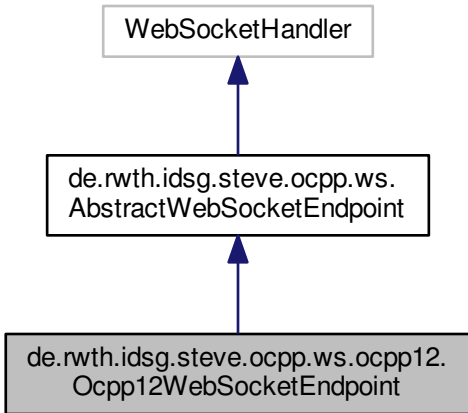 WebSocketHandler
de.rwth.idsg.steve.ocpp.ws.
AbstractWebSocketEndpoint
de.rwth.idsg.steve.ocpp.ws.ocpp12.
Ocpp12WebSocketEndpoint